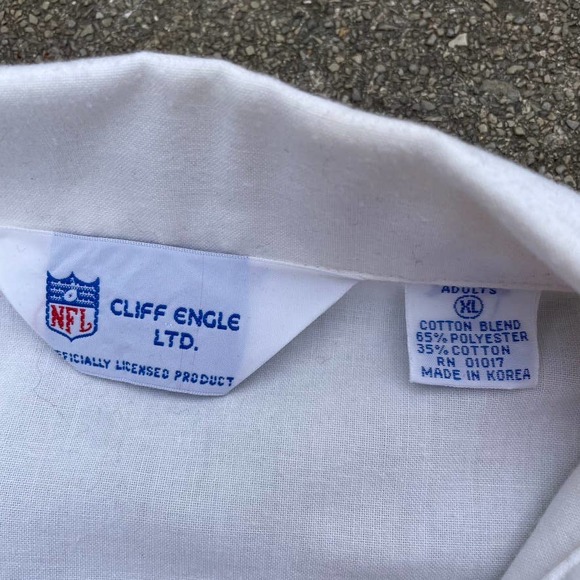 NFL
CLIFF ENGLE
LTD.
OFFICIALLY LICENSED PRODUCT
ADULTS
XL
COTTON BLEND
65% POLYESTER
35% COTTON
RN 01017
MADE IN KOREA